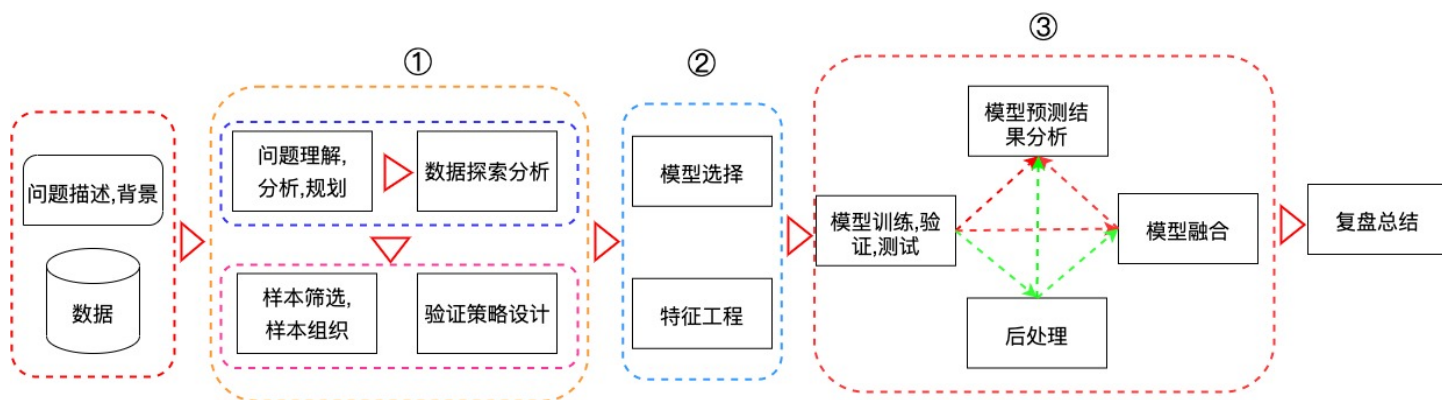 问题描述,背景
数据
①
问题理解,
分析,规划
数据探索分析
样本筛选,
样本组织
验证策略设计
②
模型选择
特征工程
③
模型预测结
果分析
模型训练,验
证,测试
模型融合
后处理
复盘总结